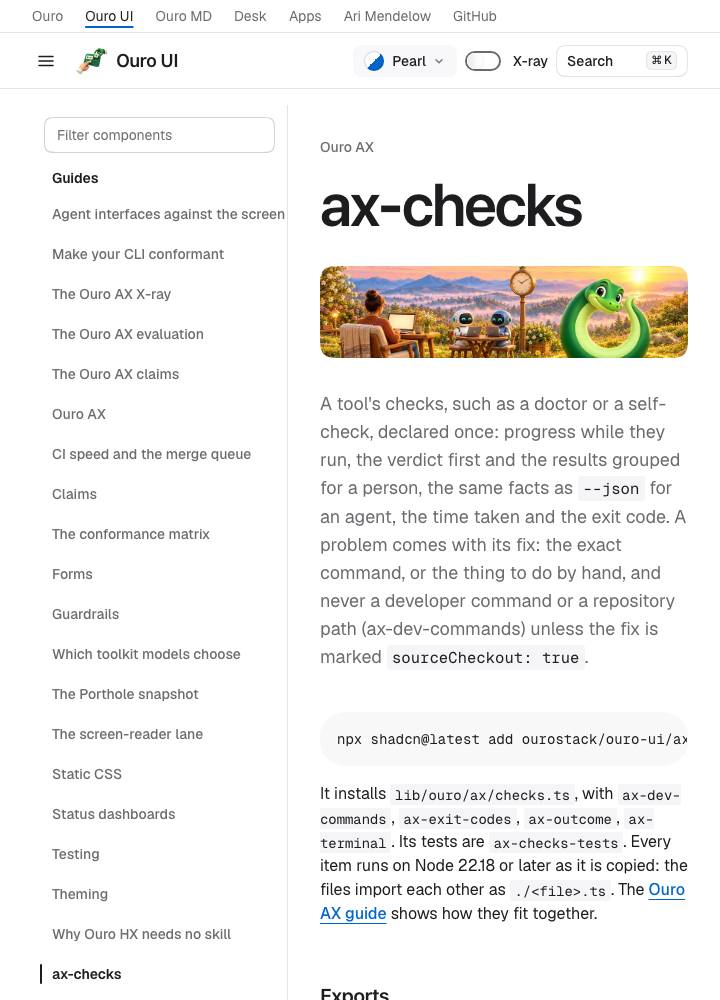 Ouro
Ouro UI
Ouro MD
Desk
Apps
Ari Mendelow
GitHub
Ouro UI
Pearl
X-ray
Search
⌘ K
Filter components
Guides
Agent interfaces against the screen
Make your CLI conformant
The Ouro AX X-ray
The Ouro AX evaluation
The Ouro AX claims
Ouro AX
CI speed and the merge queue
Claims
The conformance matrix
Forms
Guardrails
Which toolkit models choose
The Porthole snapshot
The screen-reader lane
Static CSS
Status dashboards
Testing
Theming
Why Ouro HX needs no skill
ax-checks
Ouro AX
ax-checks
A tool's checks, such as a doctor or a self-
check, declared once: progress while they
run, the verdict first and the results grouped
for a person, the same facts as --json for
an agent, the time taken and the exit code. A
problem comes with its fix: the exact
command, or the thing to do by hand, and
never a developer command or a repository
path (ax-dev-commands) unless the fix is
marked sourceCheckout: true.
npx shadcn@latest add ourostack/ouro-ui/ax
It installs lib/ouro/ax/checks.ts, with ax-dev-
commands, ax-exit-codes, ax-outcome, ax-
terminal. Its tests are ax-checks-tests. Every
item runs on Node 22.18 or later as it is copied: the
files import each other as ./<file>.ts. The Ouro
AX guide shows how they fit together.
Exports